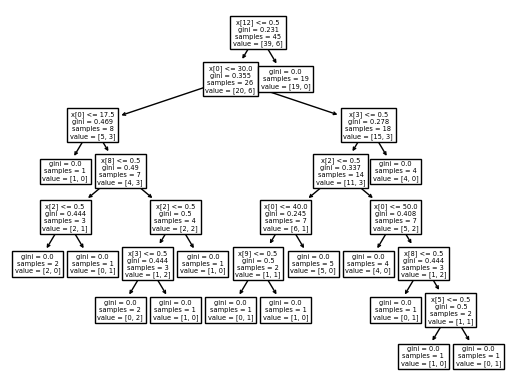 x[12] <= 0.5
gini = 0.231
samples = 45
value = [39, 6]
x[0] <= 30.0
gini = 0.355
samples = 26
value = [20, 6]
gini = 0.0
samples = 19
value = [19, 0]
x[0] <= 17.5
gini = 0.469
samples = 8
value = [5, 3]
x[3] <= 0.5
gini = 0.278
samples = 18
value = [15, 3]
gini = 0.0
samples = 1
value = [1, 0]
x[8] <= 0.5
gini = 0.49
samples = 7
value = [4, 3]
x[2] <= 0.5
gini = 0.337
samples = 14
value = [11, 3]
gini = 0.0
samples = 4
value = [4, 0]
x[2] <= 0.5
gini = 0.444
samples = 3
value = [2, 1]
x[2] <= 0.5
gini = 0.5
samples = 4
value = [2, 2]
x[0] <= 40.0
gini = 0.245
samples = 7
value = [6, 1]
x[0] <= 50.0
gini = 0.408
samples = 7
value = [5, 2]
gini = 0.0
samples = 2
value = [2, 0]
gini = 0.0
samples = 1
value = [0, 1]
x[3] <= 0.5
gini = 0.444
samples = 3
value = [1, 2]
gini = 0.0
samples = 1
value = [1, 0]
x[9] <= 0.5
gini = 0.5
samples = 2
value = [1, 1]
gini = 0.0
samples = 5
value = [5, 0]
gini = 0.0
samples = 4
value = [4, 0]
x[8] <= 0.5
gini = 0.444
samples = 3
value = [1, 2]
gini = 0.0
samples = 2
value = [0, 2]
gini = 0.0
samples = 1
value = [1, 0]
gini = 0.0
samples = 1
value = [0, 1]
gini = 0.0
samples = 1
value = [1, 0]
gini = 0.0
samples = 1
value = [0, 1]
x[5] <= 0.5
gini = 0.5
samples = 2
value = [1, 1]
gini = 0.0
samples = 1
value = [1, 0]
gini = 0.0
samples = 1
value = [0, 1]